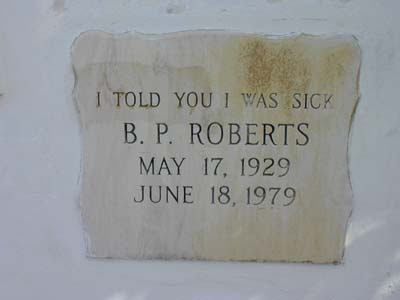 I TOLD YOU I WAS SICK
B. P. ROBERTS
MAY 17, 1929
JUNE 18, 1979